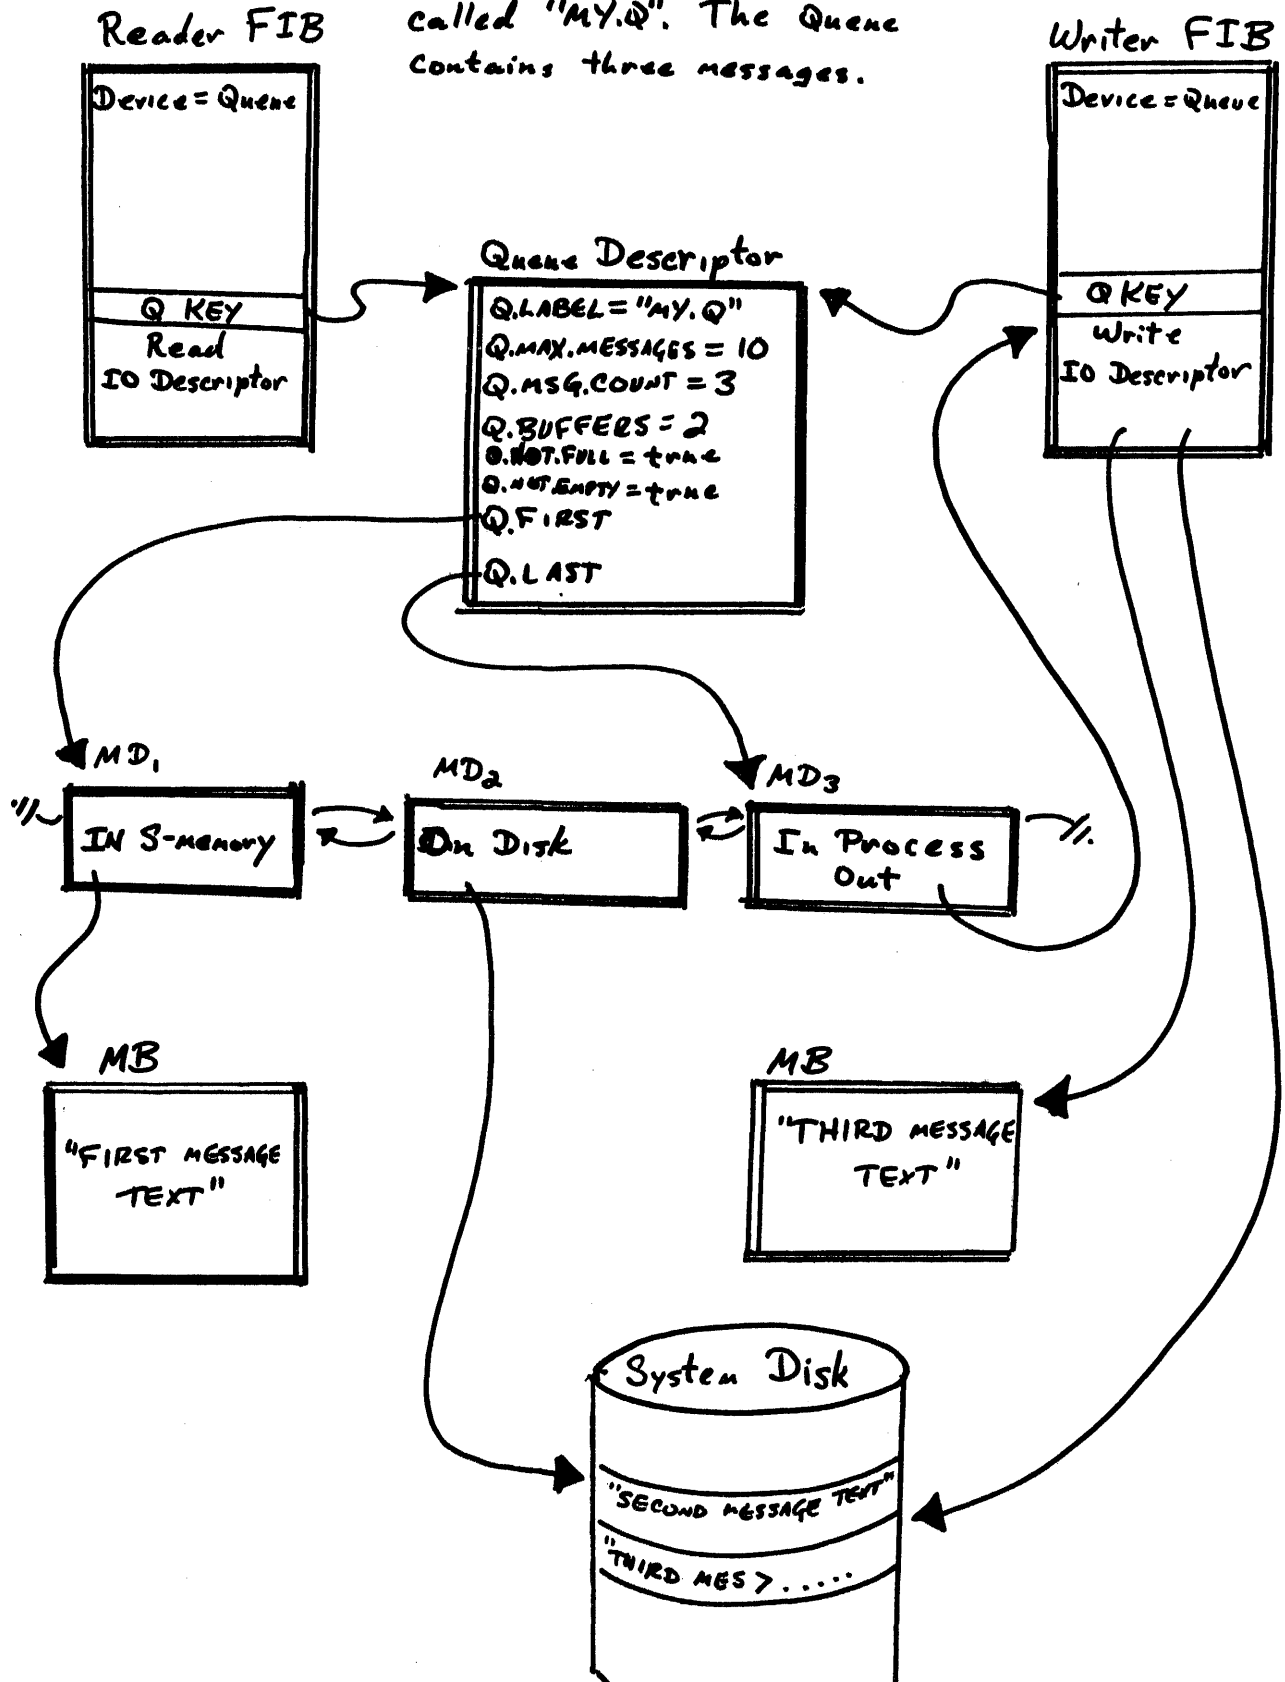 called "MY.Q". The Queue
contains three messages.
Reader FIB
Device = Queue
Q KEY
Read
IO Descriptor
Writer FIB
Device = Queue
Q KEY
Write
IO Descriptor
Queue Descriptor
Q.LABEL = "MY.Q"
Q.MAX.MESSAGES = 10
Q.MSG.COUNT = 3
Q.BUFFERS = 2
Q.NOT.FULL = true
Q.NOT.EMPTY = true
Q.FIRST
Q.LAST
MD1
IN S-memory
MD2
On Disk
MD3
In Process
Out
MB
"FIRST MESSAGE
TEXT"
MB
"THIRD MESSAGE
TEXT"
System Disk
"SECOND MESSAGE TEXT"
"THIRD MES > .....